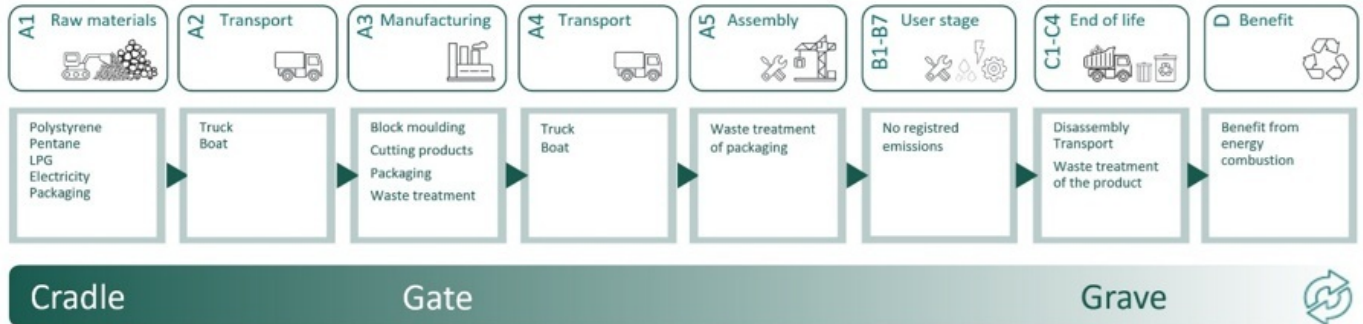 A1 Raw materials
A2 Transport
A3 Manufacturing
A4 Transport
A5 Assembly
B1-B7 User stage
C1-C4 End of life
D Benefit
Polystyrene
Pentane
LPG
Electricity
Packaging
Truck
Boat
Block moulding
Cutting products
Packaging
Waste treatment
Truck
Boat
Waste treatment
of packaging
No registred
emissions
Disassembly
Transport
Waste treatment
of the product
Benefit from
energy
combustion
Cradle
Gate
Grave